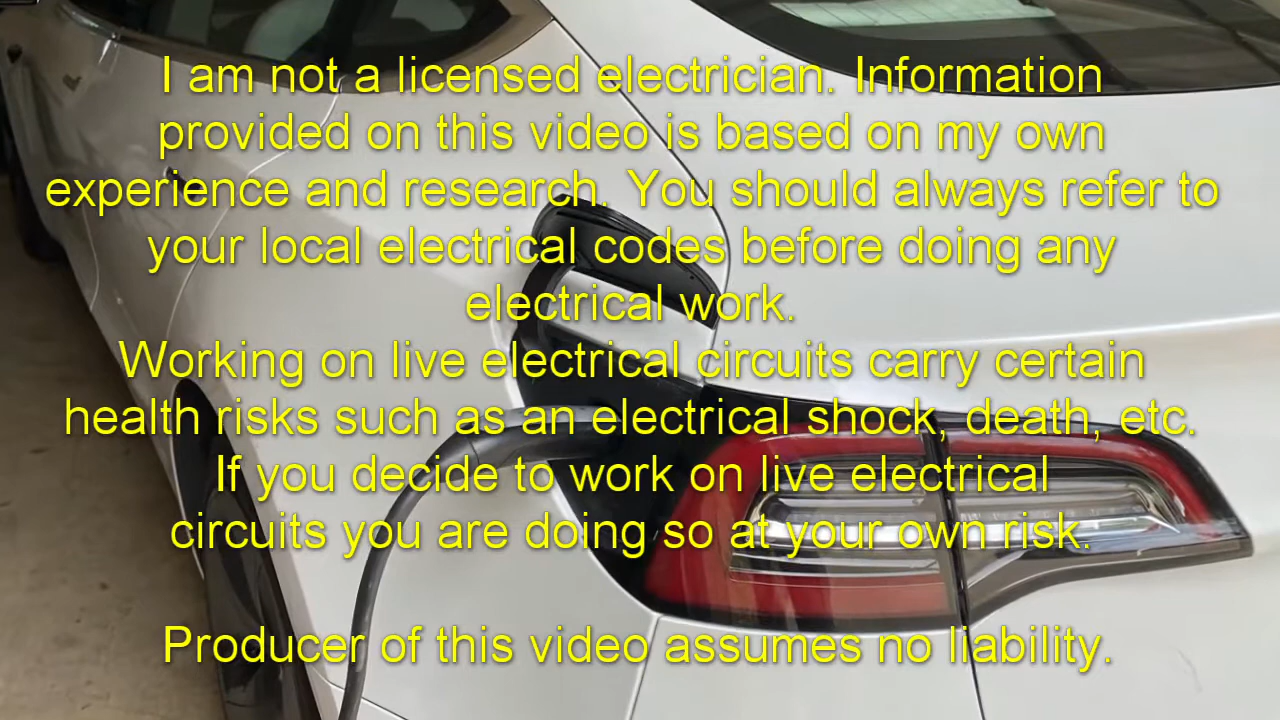 I am not a licensed electrician. Information
provided on this video is based on my own
experience and research. You should always refer to
your local electrical codes before doing any
electrical work.
Working on live electrical circuits carry certain
health risks such as an electrical shock, death, etc.
If you decide to work on live electrical
circuits you are doing so at your own risk.
Producer of this video assumes no liability.